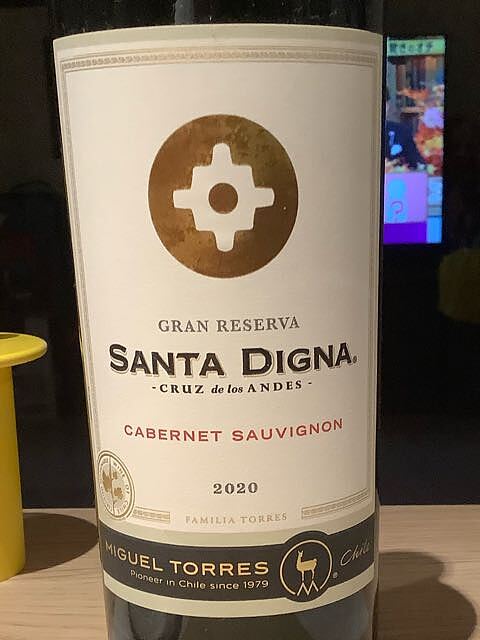 GRAN RESERVA
SANTA DIGNA®
- CRUZ de los ANDES -
CABERNET SAUVIGNON
2020
FAMILIA TORRES
MIGUEL TORRES
Pioneer in Chile since 1979
®
Chile